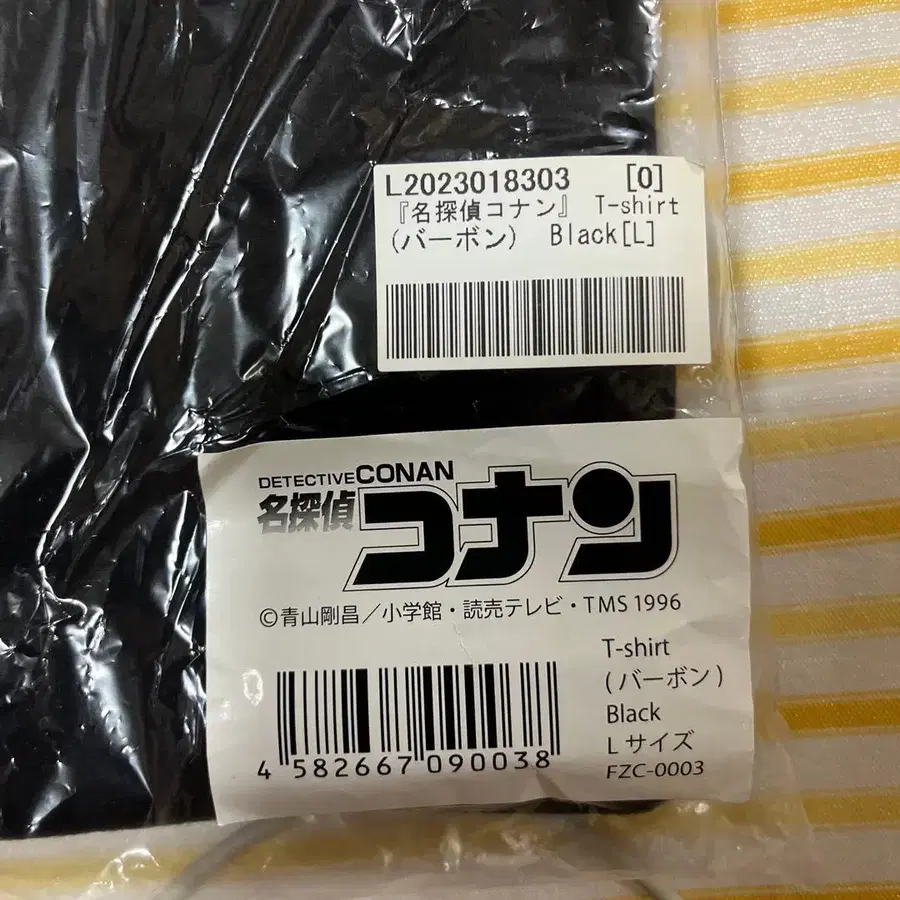 L2023018303 [0]
『名探偵コナン』 T-shirt
(バーボン) Black[L]
DETECTIVE CONAN
名探偵コナン
©青山剛昌／小学館・読売テレビ・TMS 1996
T-shirt
(バーボン)
Black
Lサイズ
FZC-0003
4 582667 090038